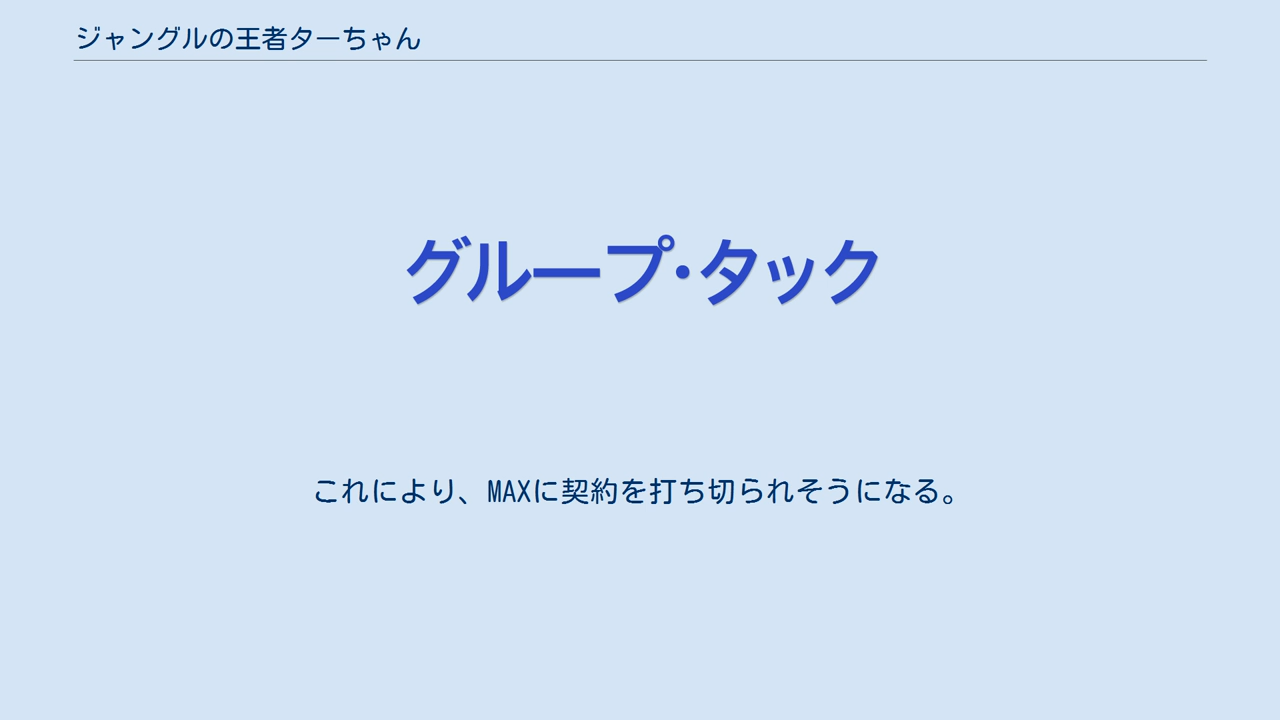 ジャングルの王者ターちゃん
グループ・タック
これにより、MAXに契約を打ち切られそうになる。